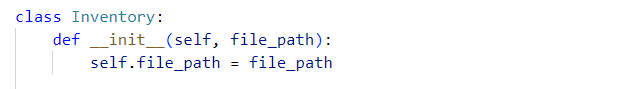 class Inventory:
    def __init__(self, file_path):
        self.file_path = file_path